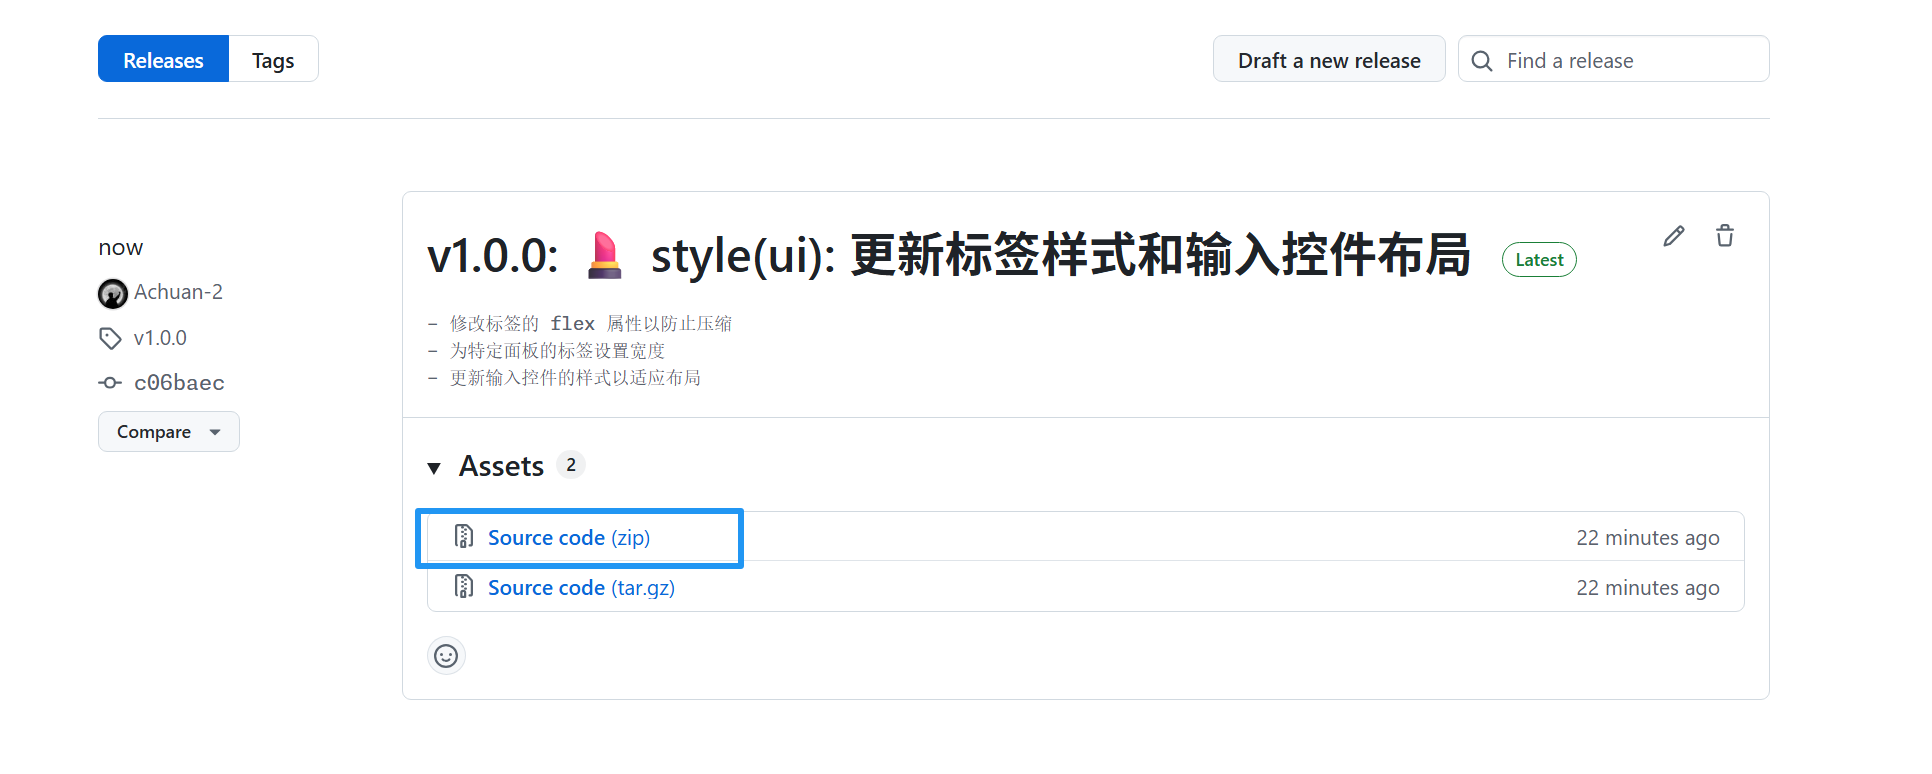 Releases
Tags
Draft a new release
Find a release
now
Achuan-2
v1.0.0
c06baec
Compare
v1.0.0: 💄 style(ui): 更新标签样式和输入控件布局
Latest
- 修改标签的 flex 属性以防止压缩
- 为特定面板的标签设置宽度
- 更新输入控件的样式以适应布局
Assets 2
Source code (zip)
22 minutes ago
Source code (tar.gz)
22 minutes ago